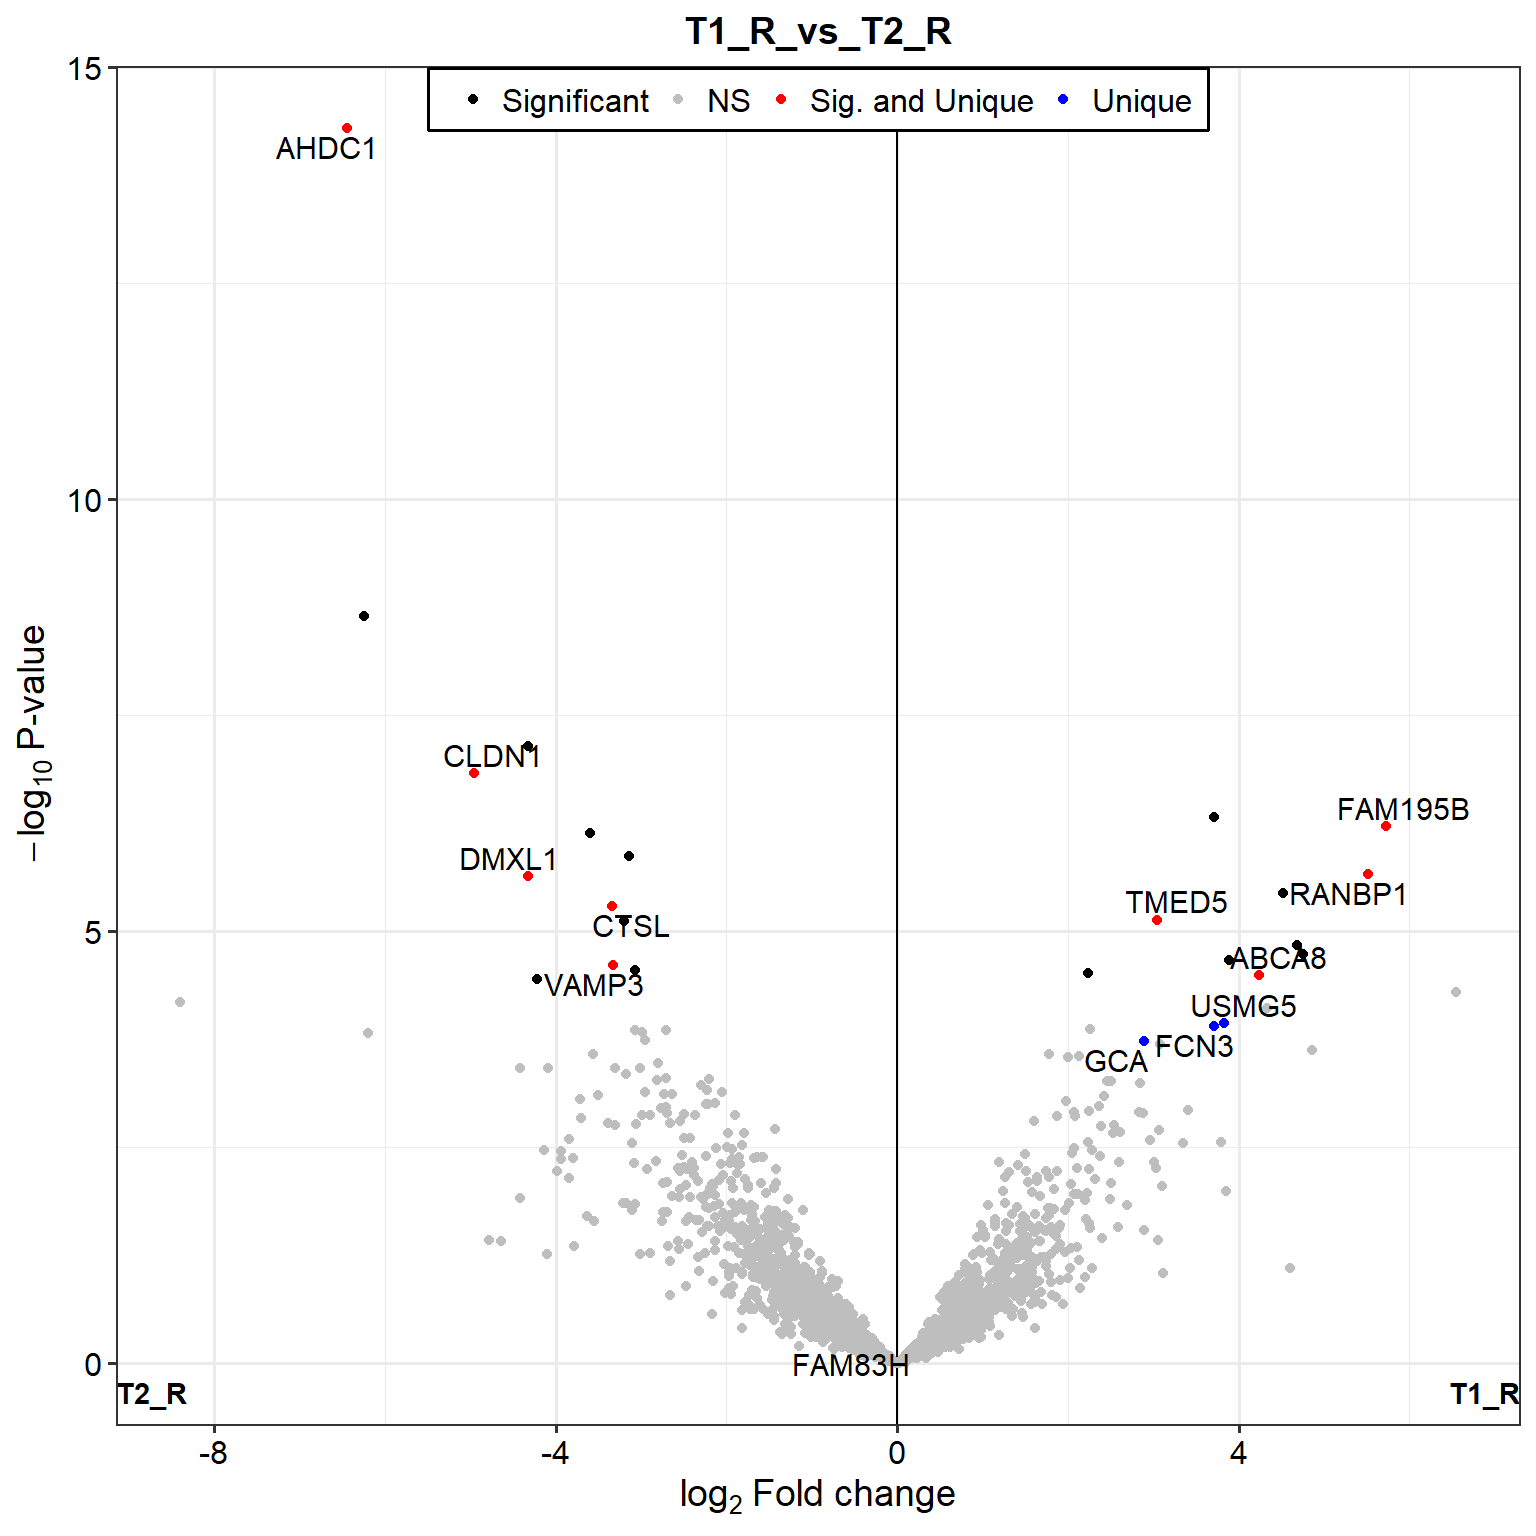 T1_R_vs_T2_R
Significant NS Sig. and Unique Unique
15
AHDC1
10
CLDN1
FAM195B
DMXL1
RANBP1
TMED5
CTSL
5
ABCA8
VAMP3
USMG5
FCN3
GCA
FAM83H
0
T2_R T1_R
-8 -4 0 4
log2 Fold change
−log10 P-value